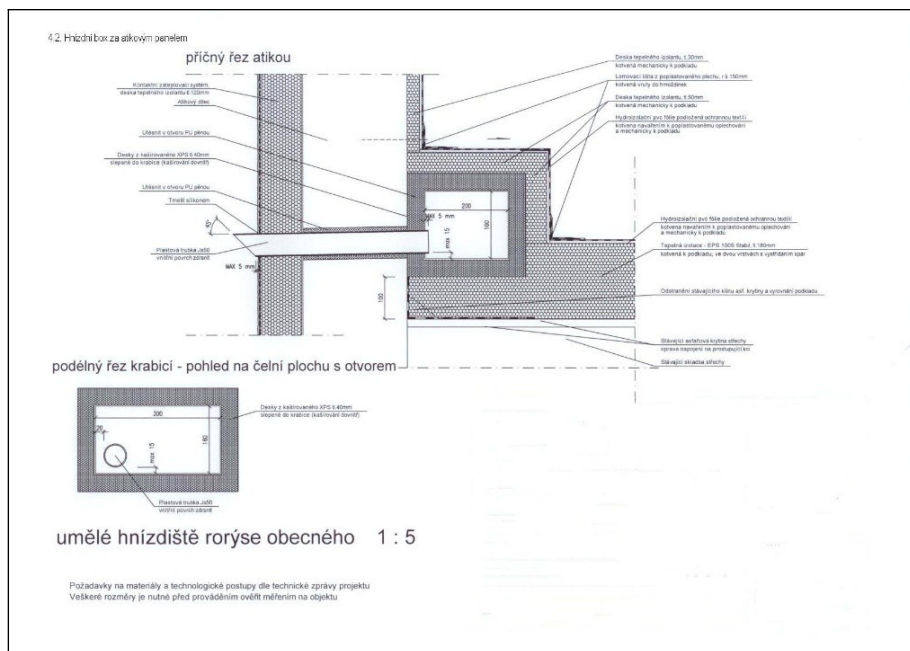 4.2. Hnízdní box za atikovým panelem
příčný řez atikou
Kontaktní zateplovací systém,
deska tepelného izolantu tl.120mm
Atikový dílec
Utěsnit v otvoru PU pěnou
Desky z kašírovaného XPS tl.40mm
slepené do krabice (kašírování dovnitř)
Utěsnit v otvoru PU pěnou
Tmelit silikonem
45°
Plastová trubka Js50
vnitřní povrch zdrsnit
MAX 5 mm
MAX 5 mm
200
180
max 15
100
Deska tepelného izolantu, tl.30mm
kotvená mechanicky k podkladu
Lemovací lišta z poplastovaného plechu, r.š.150mm
kotvená vruty do hmoždinek
Deska tepelného izolantu, tl.50mm
kotvená mechanicky k podkladu
Hydroizolační pvc fólie podložená ochrannou textilií
kotvena navařením k poplastovanému oplechování
a mechanicky k podkladu
Hydroizolační pvc fólie podložená ochrannou textilií
kotvena navařením k poplastovanému oplechování
a mechanicky k podkladu
Tepelná izolace - EPS 100S Stabil, tl.180mm
kotvená k podkladu, ve dvou vrstvách s vystřídáním spár
Odstranění stávajícího klínu asf. krytiny a vyrovnání podkladu
Stávající asfaltová krytina střechy
oprava napojení na prostupující
Stávající skladba střechy
podélný řez krabicí - pohled na čelní plochu s otvorem
300
20
max 15
180
Desky z kašírovaného XPS tl.40mm
slepené do krabice (kašírování dovnitř)
Plastová trubka Js50
vnitřní povrch zdrsnit
umělé hnízdiště rorýse obecného 1 : 5
Požadavky na materiály a technologické postupy dle technické zprávy projektu
Veškeré rozměry je nutné před prováděním ověřit měřením na objektu